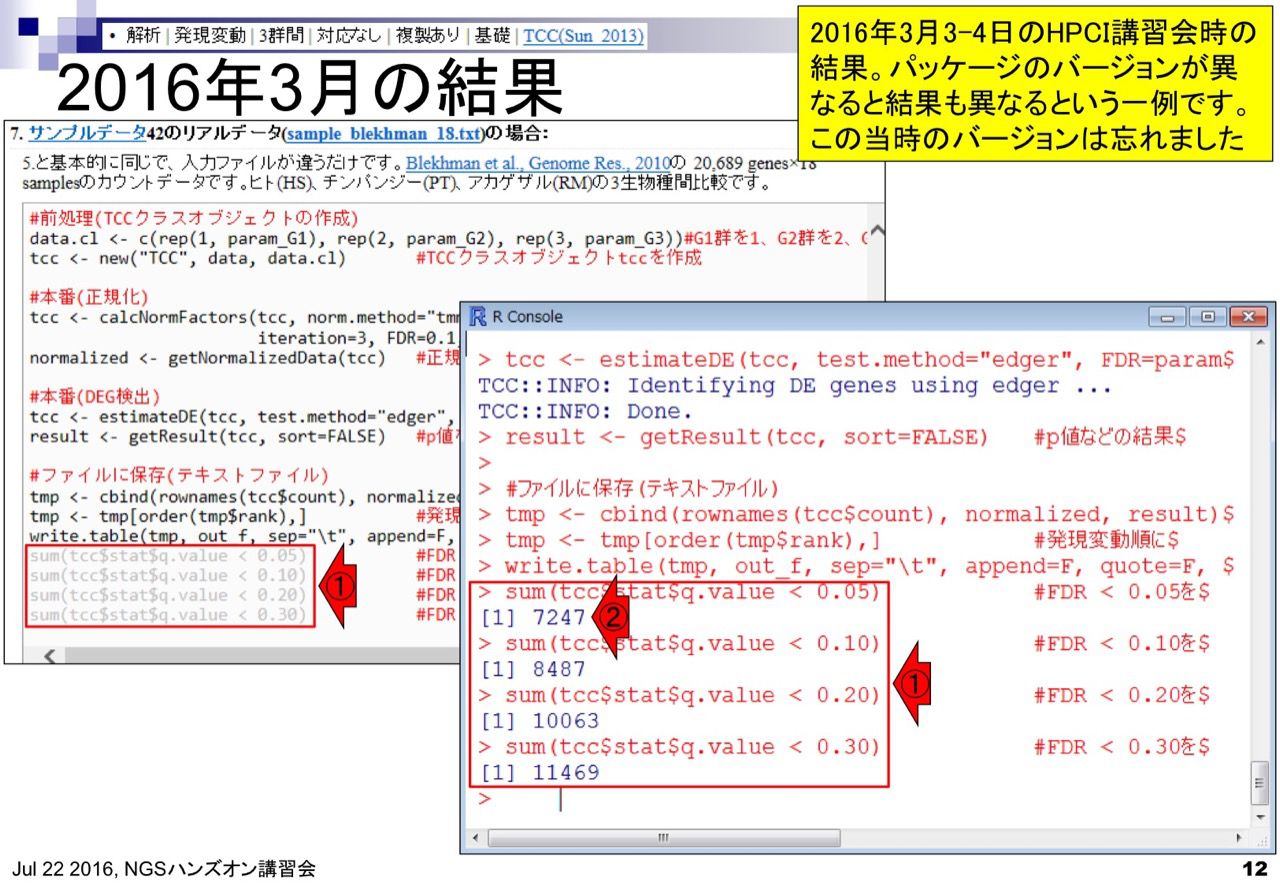 • 解析 | 発現変動 | 3群間 | 対応なし | 複製あり | 基礎 | TCC(Sun_2013)
2016年3月の結果
2016年3月3-4日のHPCI講習会時の
結果。パッケージのバージョンが異
なると結果も異なるという一例です。
この当時のバージョンは忘れました
7. サンプルデータ42のリアルデータ(sample_blekhman_18.txt)の場合:
5.と基本的に同じで、入力ファイルが違うだけです。Blekhman et al., Genome Res., 2010の 20,689 genes×18
samplesのカウントデータです。ヒト(HS)、チンパンジー(PT)、アカゲザル(RM)の3生物種間比較です。
#前処理(TCCクラスオブジェクトの作成)
data.cl <- c(rep(1, param_G1), rep(2, param_G2), rep(3, param_G3))#G1群を1、G2群を2、
tcc <- new("TCC", data, data.cl) #TCCクラスオブジェクトtccを作成
#本番(正規化)
tcc <- calcNormFactors(tcc, norm.method="tmm
iteration=3, FDR=0.1,
normalized <- getNormalizedData(tcc) #正規
#本番(DEG検出)
tcc <- estimateDE(tcc, test.method="edger",
result <- getResult(tcc, sort=FALSE) #p値
#ファイルに保存(テキストファイル)
tmp <- cbind(rownames(tcc$count), normalized
tmp <- tmp[order(tmp$rank),] #発現
write.table(tmp, out_f, sep="\t", append=F,
sum(tcc$stat$q.value < 0.05) #FDR
sum(tcc$stat$q.value < 0.10) #FDR
sum(tcc$stat$q.value < 0.20) #FDR
sum(tcc$stat$q.value < 0.30) #FDR
①
R Console
> tcc <- estimateDE(tcc, test.method="edger", FDR=param$
TCC::INFO: Identifying DE genes using edger ...
TCC::INFO: Done.
> result <- getResult(tcc, sort=FALSE) #p値などの結果$
>
> #ファイルに保存(テキストファイル)
> tmp <- cbind(rownames(tcc$count), normalized, result)$
> tmp <- tmp[order(tmp$rank),] #発現変動順に$
> write.table(tmp, out_f, sep="\t", append=F, quote=F, $
> sum(tcc$stat$q.value < 0.05) #FDR < 0.05を$
[1] 7247 ②
> sum(tcc$stat$q.value < 0.10) #FDR < 0.10を$
[1] 8487 ①
> sum(tcc$stat$q.value < 0.20) #FDR < 0.20を$
[1] 10063
> sum(tcc$stat$q.value < 0.30) #FDR < 0.30を$
[1] 11469
>
Jul 22 2016, NGSハンズオン講習会
12